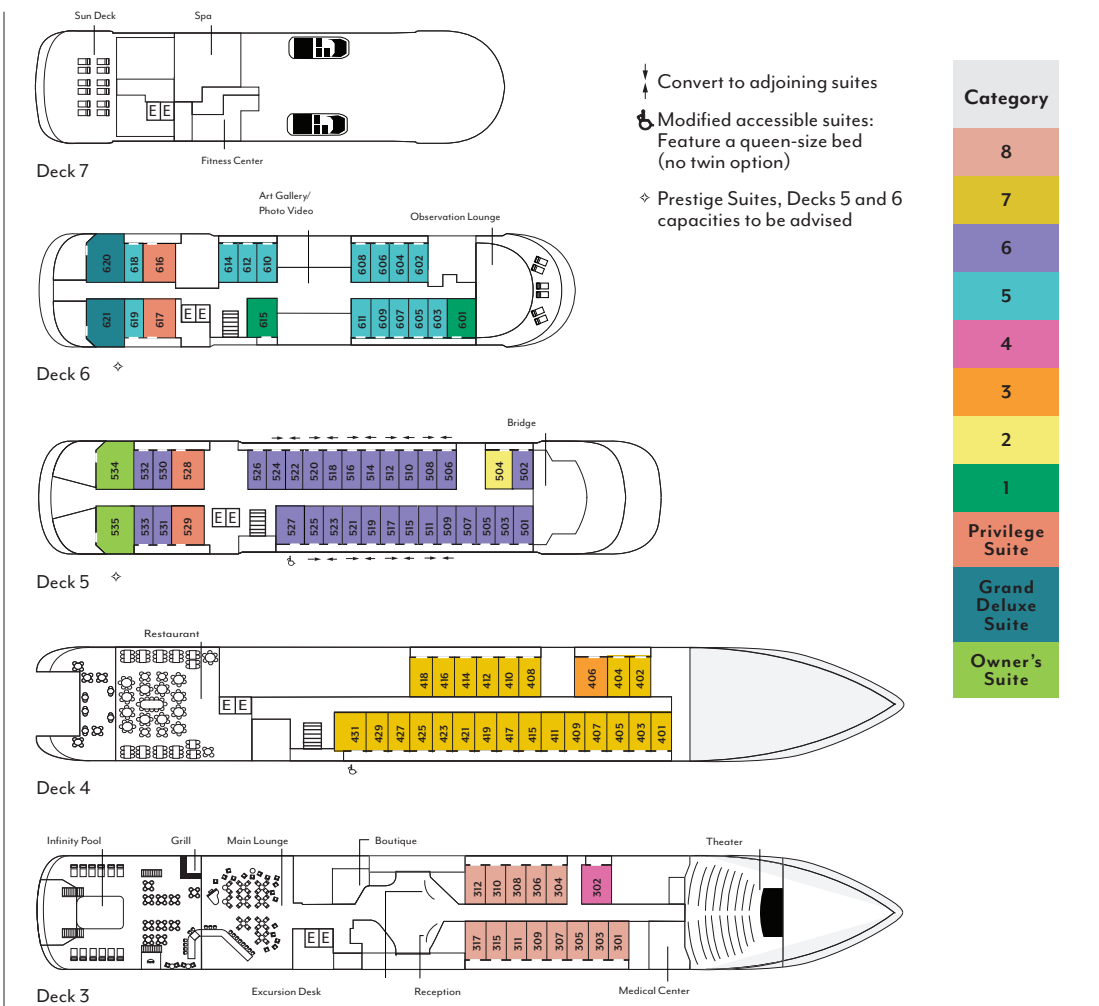 Sun Deck
Spa
E E
Fitness Center
Deck 7
Convert to adjoining suites
Modified accessible suites:
Feature a queen-size bed
(no twin option)
Prestige Suites, Decks 5 and 6
capacities to be advised
Category
8
7
6
5
4
3
2
1
Privilege
Suite
Grand
Deluxe
Suite
Owner's
Suite
Art Gallery/
Photo Video
Observation Lounge
620 618 616 614 612 610 608 606 604 602
E E
621 619 617 615 611 609 607 605 603 601
Deck 6
Bridge
534 532 530 528 526 524 522 520 518 516 514 512 510 508 506 504 502
E E
535 533 531 529 527 525 523 521 519 517 515 511 509 507 505 503 501
Deck 5
Restaurant
418 416 414 412 410 408 406 404 402
E E
431 429 427 425 423 421 419 417 415 411 409 407 405 403 401
Deck 4
Infinity Pool
Grill
Main Lounge
Boutique
Theater
312 310 308 306 304 302
E E
317 315 311 309 307 305 303 301
Excursion Desk
Reception
Medical Center
Deck 3